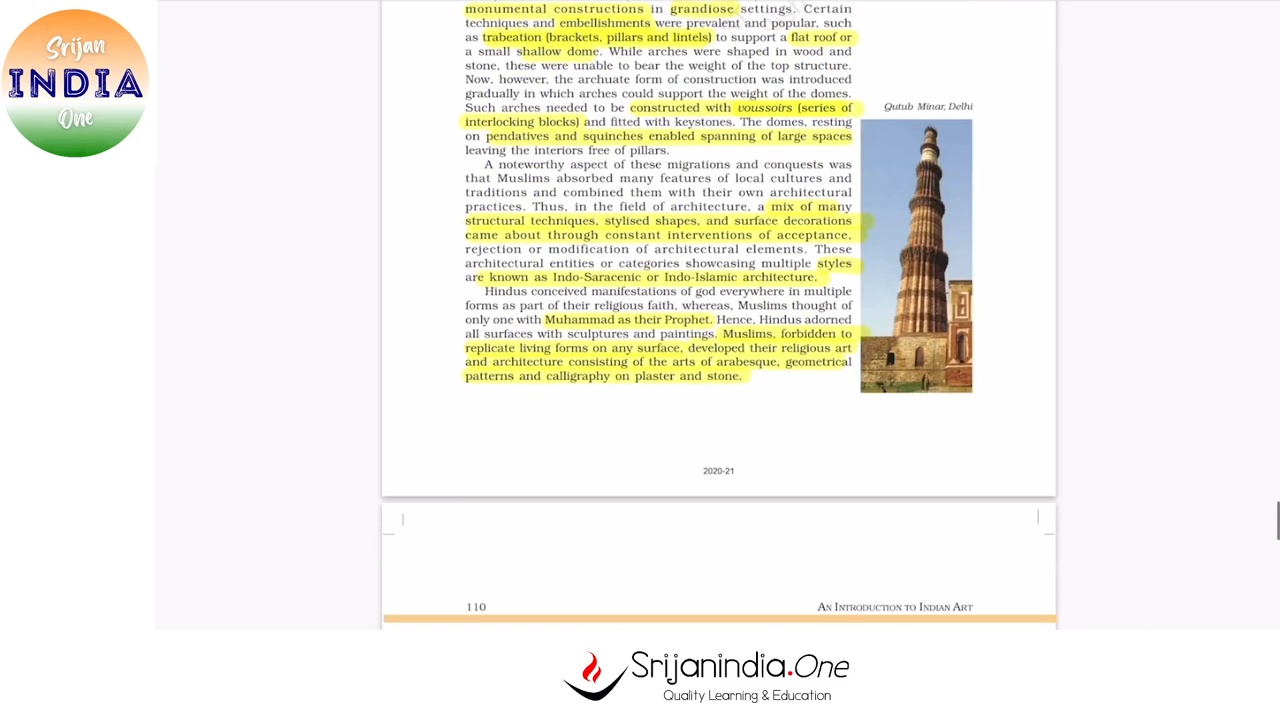 Srijan
INDIA
One
monumental constructions in grandiose settings. Certain
techniques and embellishments were prevalent and popular, such
as trabeation (brackets, pillars and lintels) to support a flat roof or
a small shallow dome. While arches were shaped in wood and
stone, these were unable to bear the weight of the top structure.
Now, however, the archuate form of construction was introduced
gradually in which arches could support the weight of the domes.
Such arches needed to be constructed with voussoirs (series of
interlocking blocks) and fitted with keystones. The domes, resting
on pendatives and squinches enabled spanning of large spaces
leaving the interiors free of pillars.
A noteworthy aspect of these migrations and conquests was
that Muslims absorbed many features of local cultures and
traditions and combined them with their own architectural
practices. Thus, in the field of architecture, a mix of many
structural techniques, stylised shapes, and surface decorations
came about through constant interventions of acceptance,
rejection or modification of architectural elements. These
architectural entities or categories showcasing multiple styles
are known as Indo-Saracenic or Indo-Islamic architecture.
Hindus conceived manifestations of god everywhere in multiple
forms as part of their religious faith, whereas, Muslims thought of
only one with Muhammad as their Prophet. Hence, Hindus adorned
all surfaces with sculptures and paintings. Muslims, forbidden to
replicate living forms on any surface, developed their religious art
and architecture consisting of the arts of arabesque, geometrical
patterns and calligraphy on plaster and stone.
Qutub Minar, Delhi
2020-21
110
AN INTRODUCTION TO INDIAN ART
Srijanindia.One
Quality Learning & Education